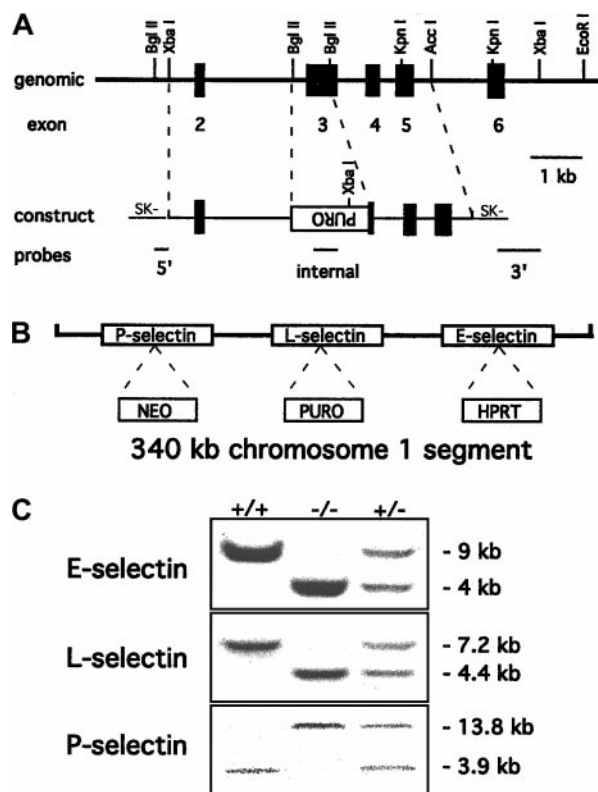 A
Bgl II
Xba I
Bgl II
Bgl II
Kpn I
Acc I
Kpn I
Xba I
EcoR I
genomic
exon
2
3
4
5
6
1 kb
construct
SK-
PURO
Xba I
SK-
probes
5'
internal
3'
B
P-selectin
L-selectin
E-selectin
NEO
PURO
HPRT
340 kb chromosome 1 segment
C
+/+
-/-
+/-
E-selectin
- 9 kb
- 4 kb
L-selectin
- 7.2 kb
- 4.4 kb
P-selectin
- 13.8 kb
- 3.9 kb